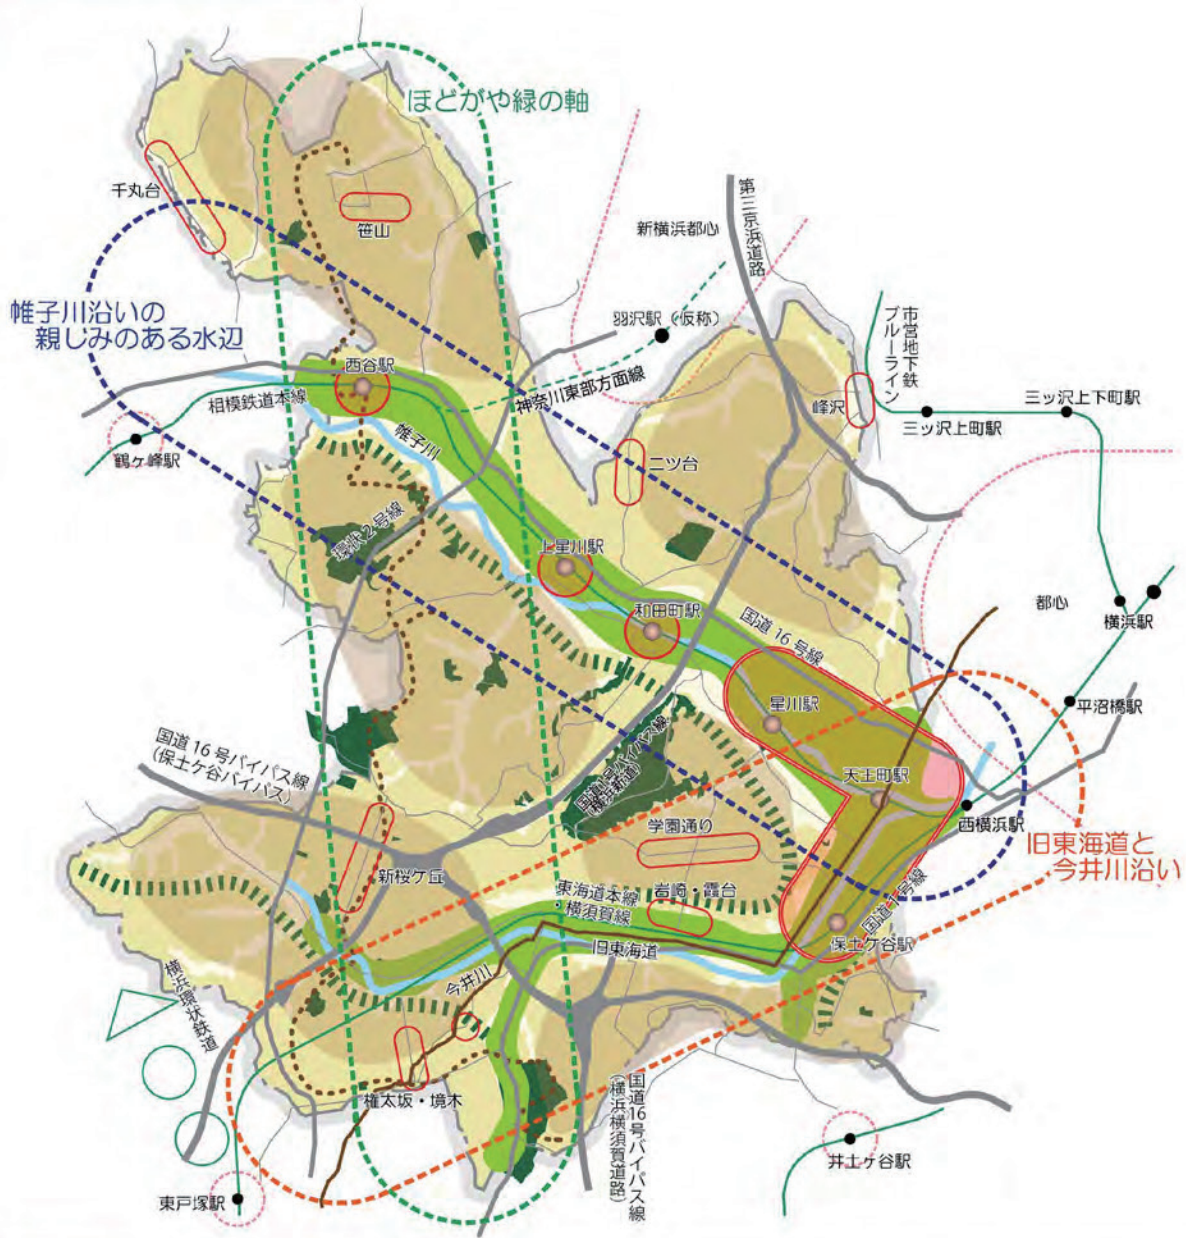 ほどがや緑の軸
千丸台
笹山
新横浜都心
第三京浜道路
帷子川沿いの
親しみのある水辺
羽沢駅（仮称）
市営地下鉄
ブルーライン
西谷駅
神奈川東部方面線
相模鉄道本線
峰沢
三ッ沢上下町駅
三ッ沢上町駅
帷子川
鶴ヶ峰駅
二ツ台
環状２号線
上星川駅
和田町駅
都心
横浜駅
国道 16 号線
星川駅
平沼橋駅
国道 16 号バイパス線
（保土ケ谷バイパス）
天王町駅
西横浜駅
学園通り
旧東海道と
今井川沿い
新桜ケ丘
東海道本線
・横須賀線
岩崎・霞台
国道１号線
保土ケ谷駅
旧東海道
今井川
横浜環状鉄道
権太坂・境木
国道16号バイパス線
（横浜横須賀道路）
井土ヶ谷駅
東戸塚駅